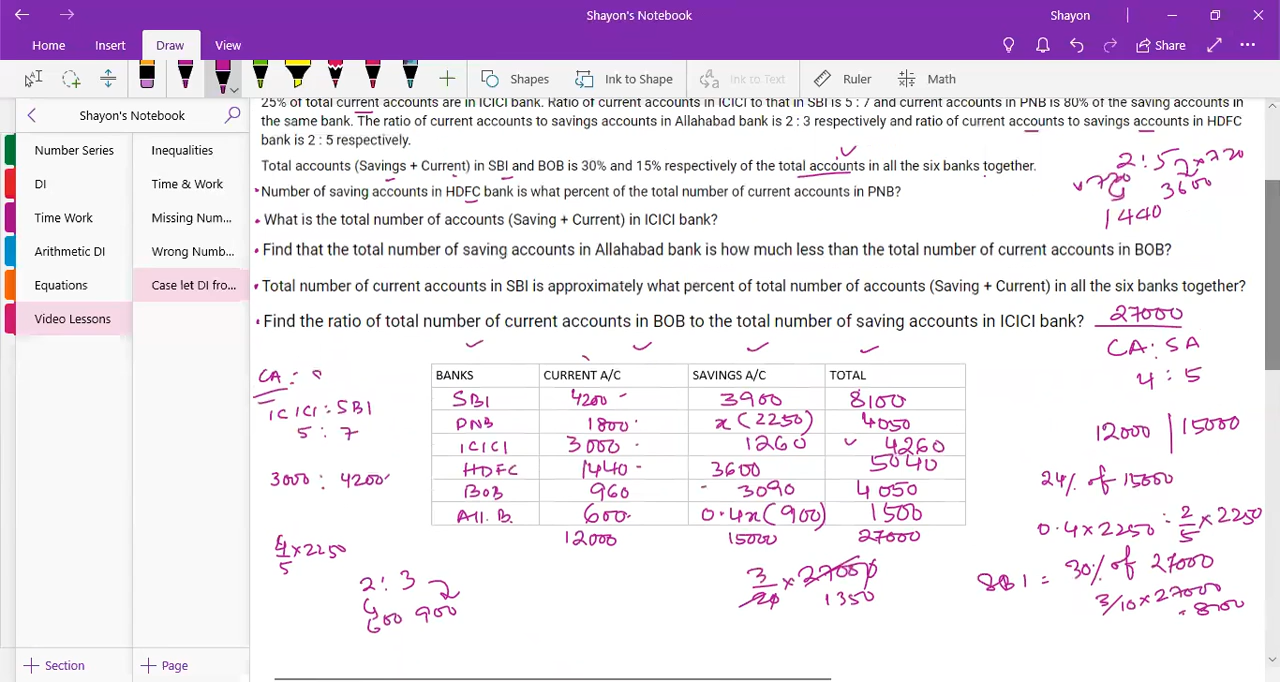 Shayon's Notebook
Shayon
Home Insert Draw View
Share
Shapes Ink to Shape Ink to Text Ruler Math
Shayon's Notebook
Number Series
DI
Time Work
Arithmetic DI
Equations
Video Lessons
Inequalities
Time & Work
Missing Num...
Wrong Numb...
Case let DI fro...
+ Section
+ Page
25% of total current accounts are in ICICI bank. Ratio of current accounts in ICICI to that in SBI is 5 : 7 and current accounts in PNB is 80% of the saving accounts in
the same bank. The ratio of current accounts to savings accounts in Allahabad bank is 2 : 3 respectively and ratio of current accounts to savings accounts in HDFC
bank is 2 : 5 respectively.
Total accounts (Savings + Current) in SBI and BOB is 30% and 15% respectively of the total accounts in all the six banks together.
Number of saving accounts in HDFC bank is what percent of the total number of current accounts in PNB?
What is the total number of accounts (Saving + Current) in ICICI bank?
Find that the total number of saving accounts in Allahabad bank is how much less than the total number of current accounts in BOB?
Total number of current accounts in SBI is approximately what percent of total number of accounts (Saving + Current) in all the six banks together?
Find the ratio of total number of current accounts in BOB to the total number of saving accounts in ICICI bank?
2 : 5
2 x 720
720
3600
1440
27000
CA : SA
4 : 5
12000 | 15000
24% of 15000
0.4 x 2250 : 2/5 x 2250
SBI = 30% of 27000
3/10 x 27000
8100
CA :
ICICI : SBI
5 : 7
3000 : 4200
4/5 x 2250
2 : 3
600 900
BANKS CURRENT A/C SAVINGS A/C TOTAL
SBI 4200 3900 8100
PNB 1800 x (2250) 4050
ICICI 3000 1260 4260
HDFC 1440 3600 5040
BOB 960 3090 4050
All. B. 600 0.4x (900) 1500
12000 15000 27000
3/20 x 27000
1350